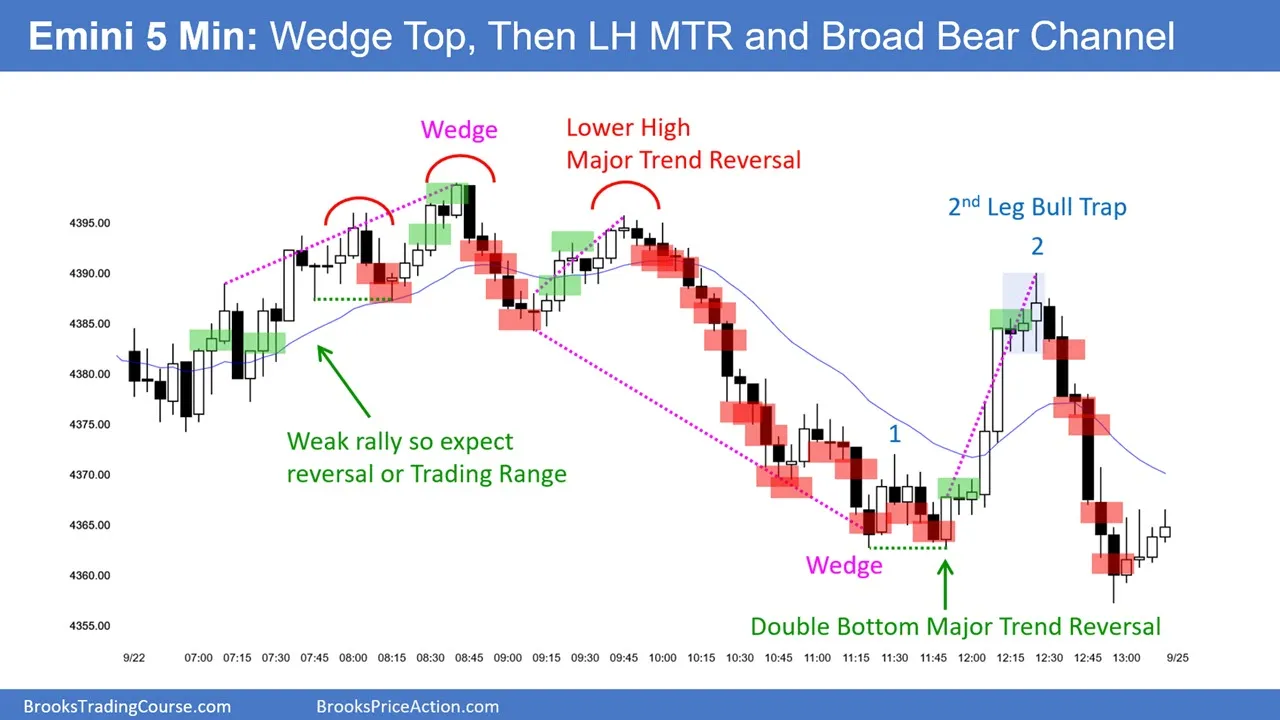 Emini 5 Min: Wedge Top, Then LH MTR and Broad Bear Channel
Wedge
Lower High
Major Trend Reversal
2nd Leg Bull Trap
2
4395.00
4390.00
4385.00
4380.00
4375.00
4370.00
4365.00
4360.00
4355.00
Weak rally so expect
reversal or Trading Range
1
Wedge
Double Bottom Major Trend Reversal
9/22 07:00 07:15 07:30 07:45 08:00 08:15 08:30 08:45 09:00 09:15 09:30 09:45 10:00 10:15 10:30 10:45 11:00 11:15 11:30 11:45 12:00 12:15 12:30 12:45 13:00 9/25
BrooksTradingCourse.com BrooksPriceAction.com